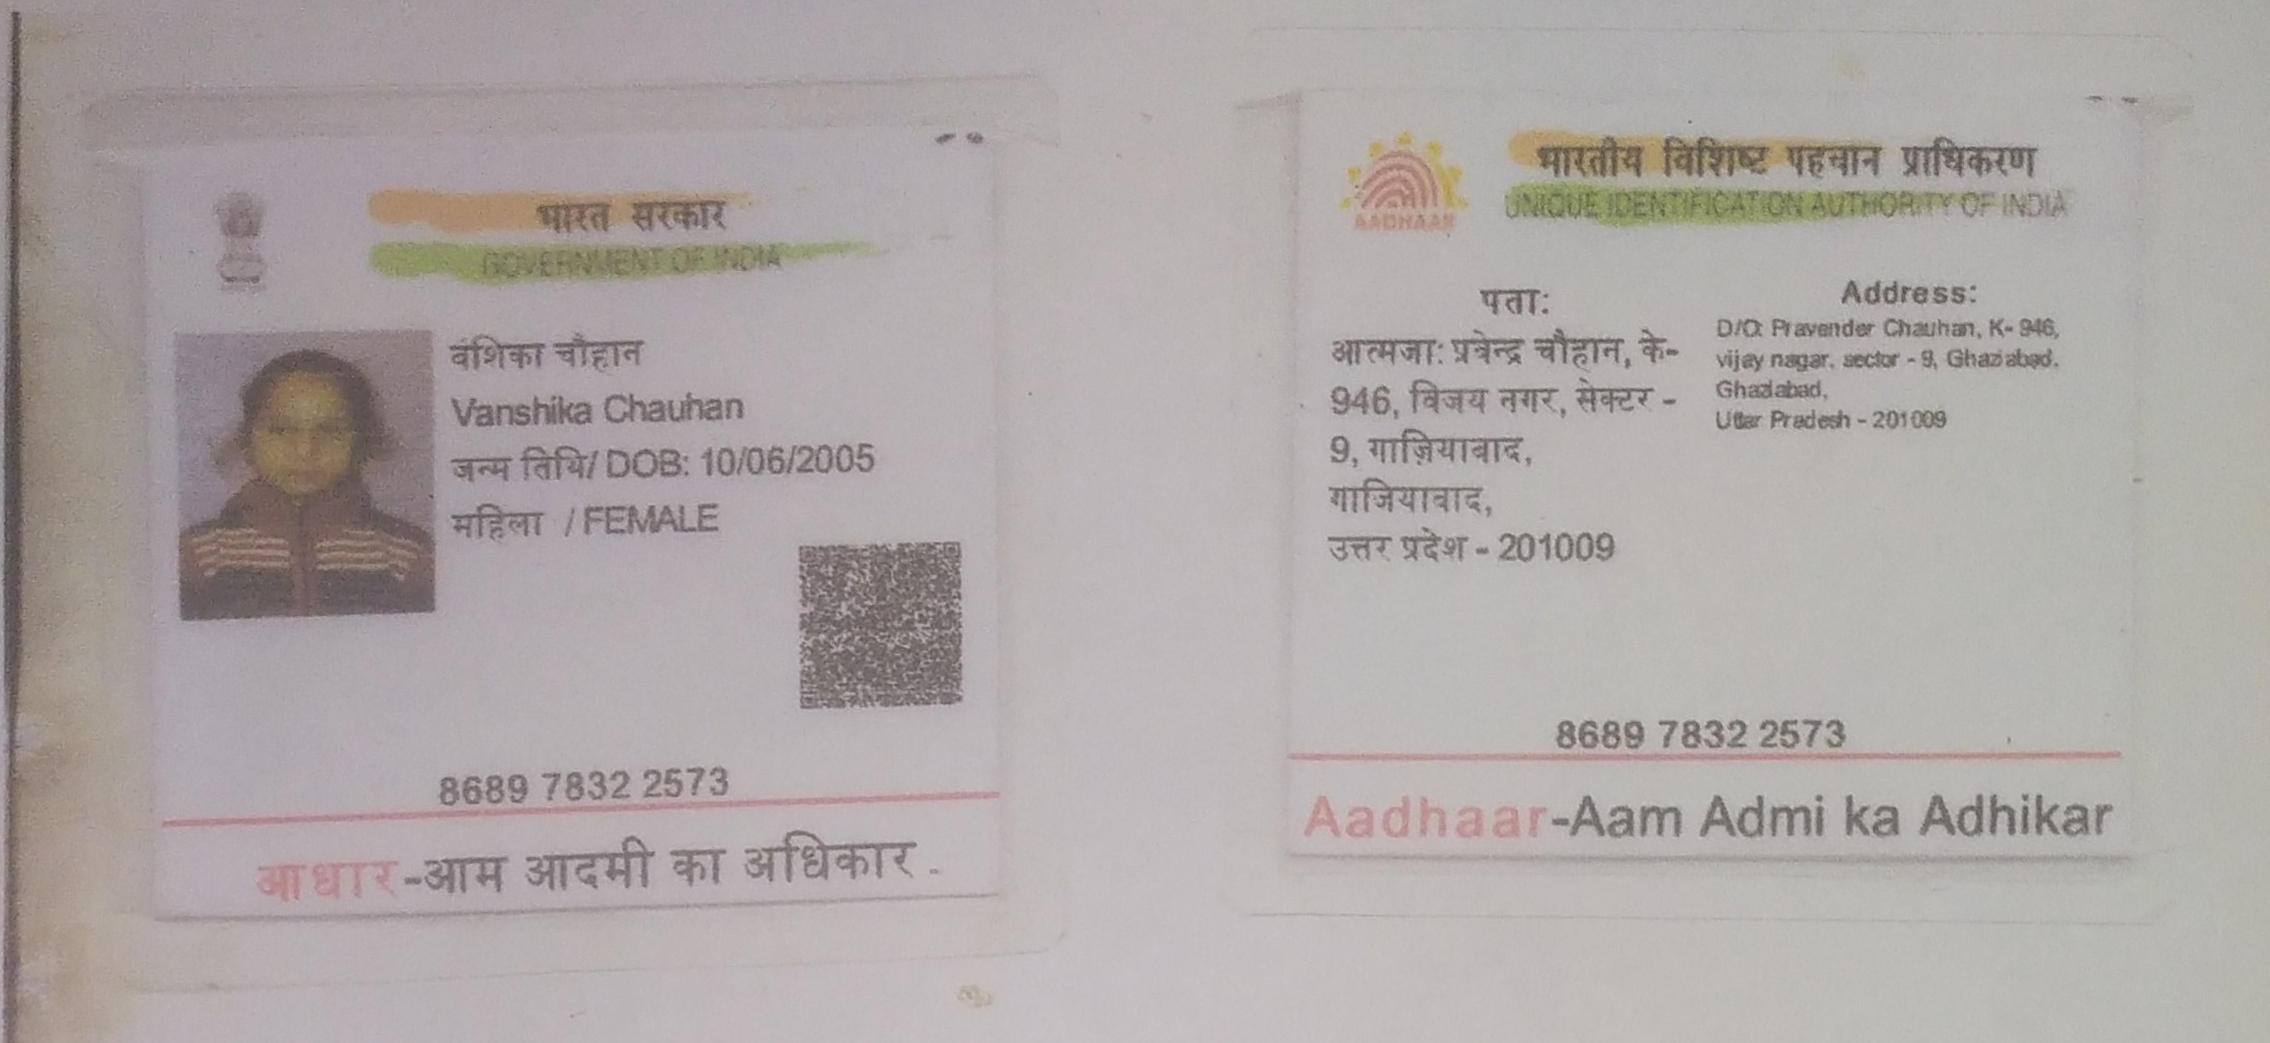 भारत सरकार
GOVERNMENT OF INDIA
वंशिका चौहान
Vanshika Chauhan
जन्म तिथि/ DOB: 10/06/2005
महिला / FEMALE
8689 7832 2573
आधार-आम आदमी का अधिकार
भारतीय विशिष्ट पहचान प्राधिकरण
UNIQUE IDENTIFICATION AUTHORITY OF INDIA
AADHAAR
पता:
आत्मजा: प्रवेन्द्र चौहान, के-
946, विजय नगर, सेक्टर -
9, गाज़ियाबाद,
गाजियाबाद,
उत्तर प्रदेश - 201009
Address:
D/O: Pravender Chauhan, K- 946,
vijay nagar, sector - 9, Ghaziabad,
Ghaziabad,
Uttar Pradesh - 201009
8689 7832 2573
Aadhaar-Aam Admi ka Adhikar